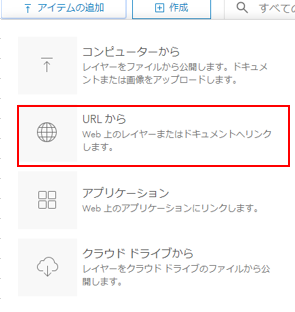 アイテムの追加 作成 すべての
コンピューターから
レイヤーをファイルから公開します。ドキュメ
ントまたは画像をアップロードします。
URL から
Web 上のレイヤーまたはドキュメントへリンク
します。
アプリケーション
Web 上のアプリケーションにリンクします。
クラウド ドライブから
レイヤーをクラウド ドライブのファイルから公
開します。